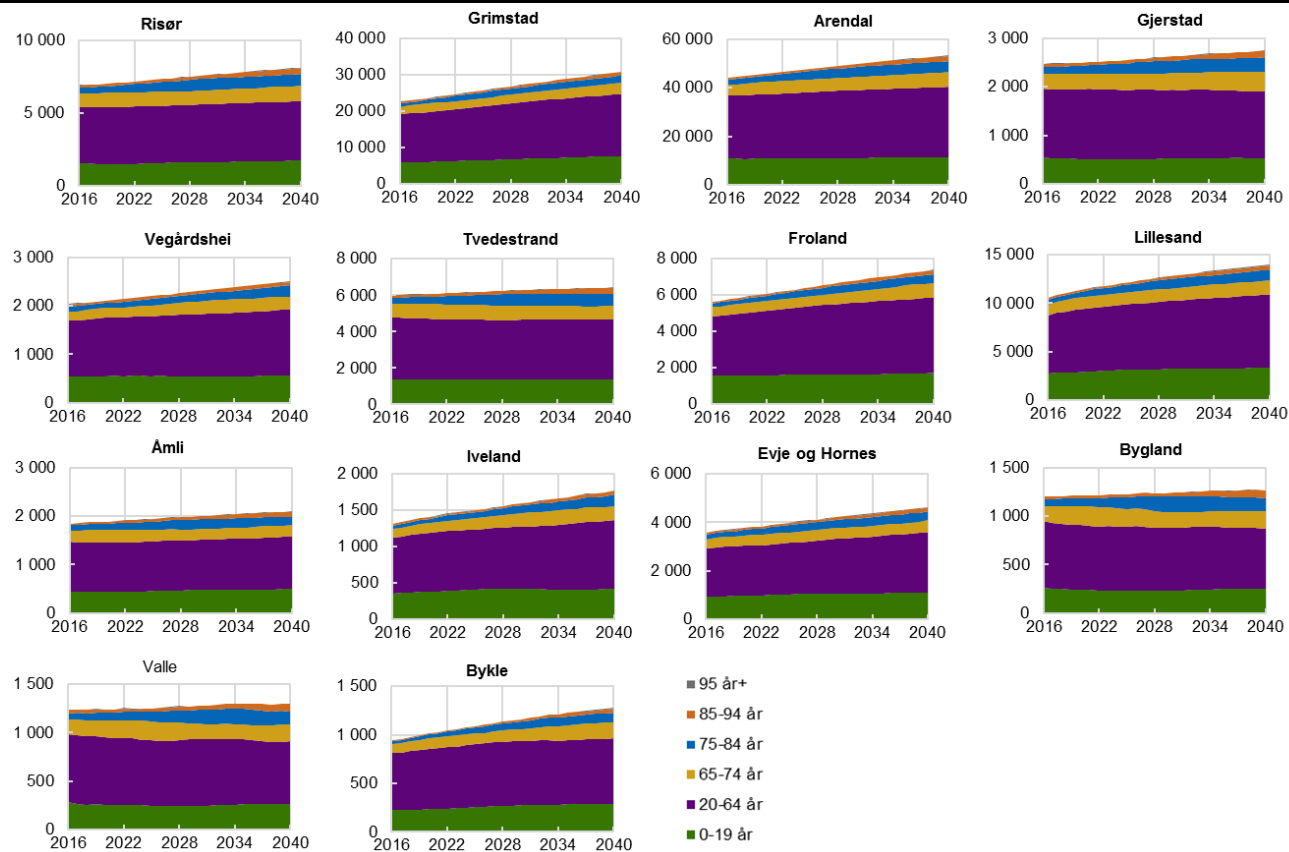 Risør
10 000
5 000
0
2016 2022 2028 2034 2040
Grimstad
40 000
30 000
20 000
10 000
0
2016 2022 2028 2034 2040
Arendal
60 000
40 000
20 000
0
2016 2022 2028 2034 2040
Gjerstad
3 000
2 000
1 000
0
2016 2022 2028 2034 2040
Vegårdshei
3 000
2 000
1 000
0
2016 2022 2028 2034 2040
Tvedestrand
8 000
6 000
4 000
2 000
0
2016 2022 2028 2034 2040
Froland
8 000
6 000
4 000
2 000
0
2016 2022 2028 2034 2040
Lillesand
15 000
10 000
5 000
0
2016 2022 2028 2034 2040
Åmli
3 000
2 000
1 000
0
2016 2022 2028 2034 2040
Iveland
2 000
1 500
1 000
500
0
2016 2022 2028 2034 2040
Evje og Hornes
6 000
4 000
2 000
0
2016 2022 2028 2034 2040
Bygland
1 500
1 000
500
0
2016 2022 2028 2034 2040
Valle
1 500
1 000
500
0
2016 2022 2028 2034 2040
Bykle
1 500
1 000
500
0
2016 2022 2028 2034 2040
95 år+
85-94 år
75-84 år
65-74 år
20-64 år
0-19 år